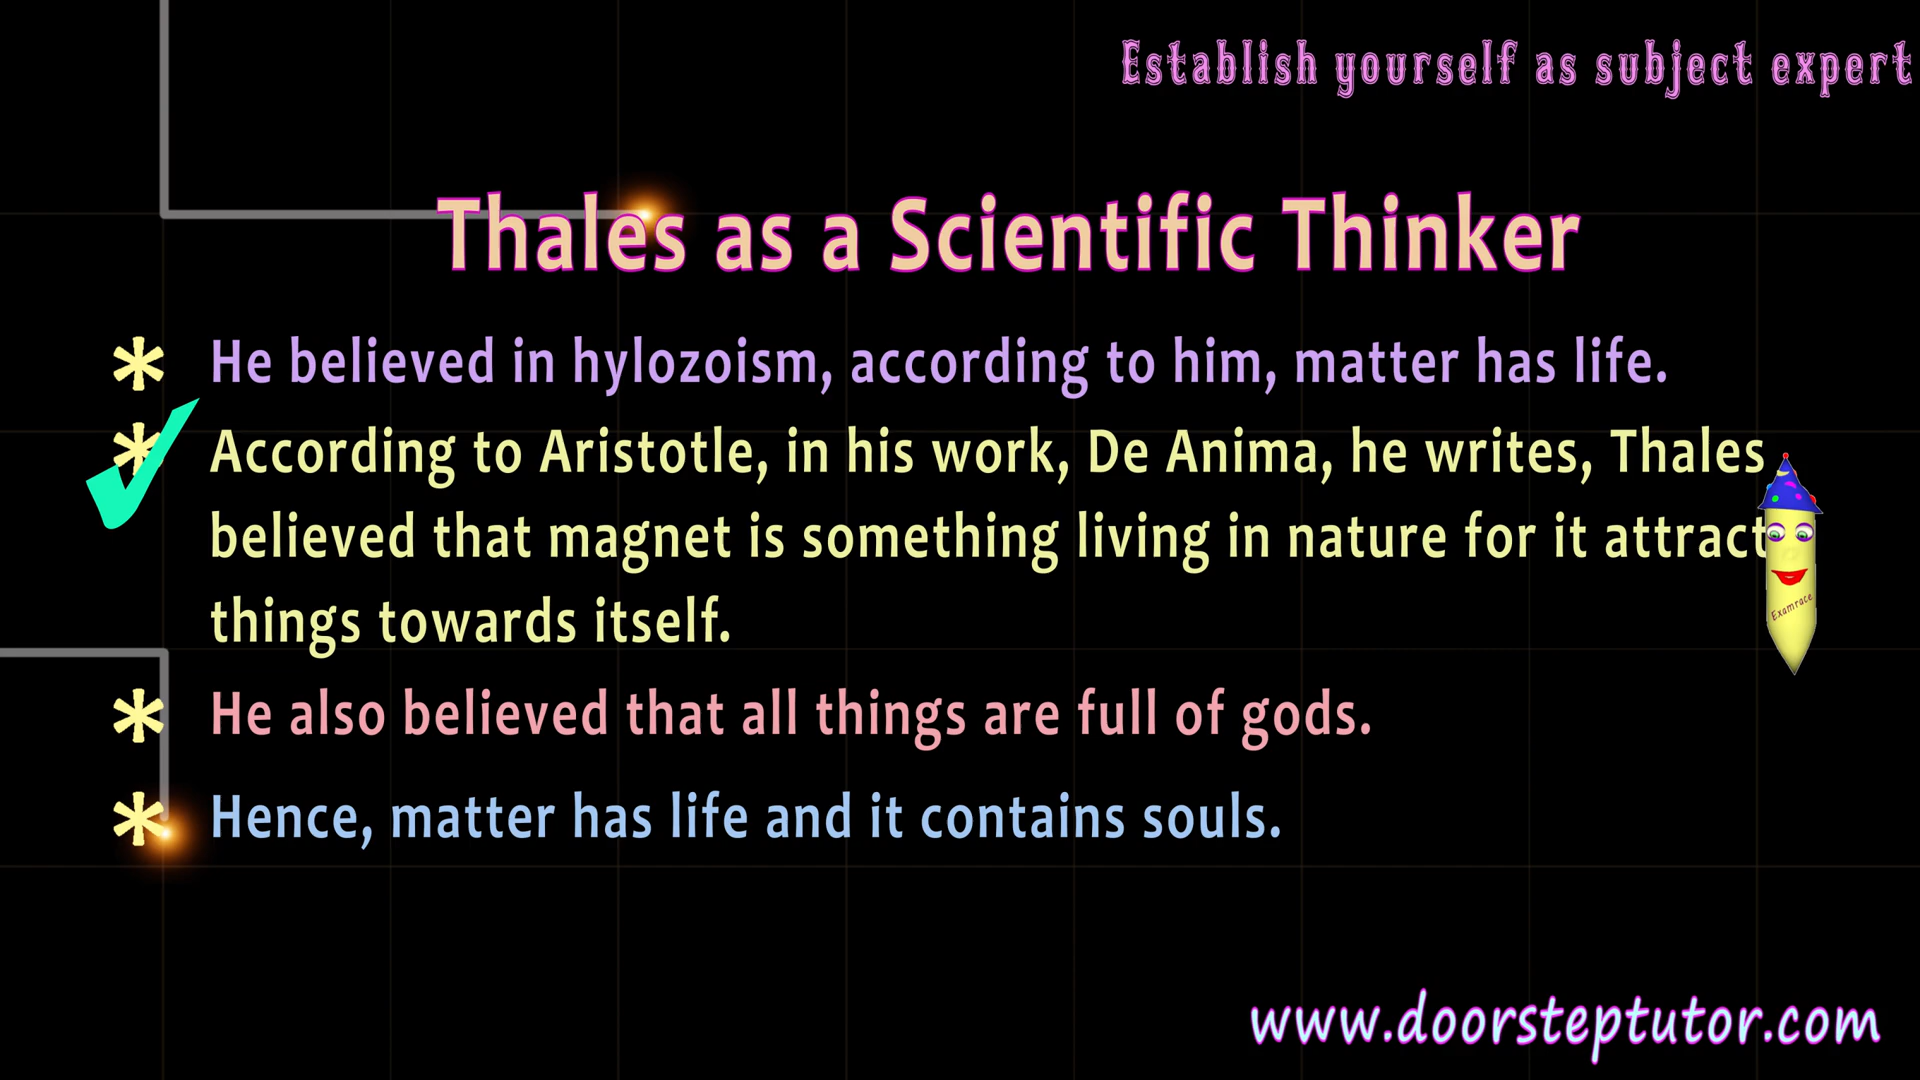 Establish yourself as subject expert
Thales as a Scientific Thinker
* He believed in hylozoism, according to him, matter has life.
* According to Aristotle, in his work, De Anima, he writes, Thales
believed that magnet is something living in nature for it attract
things towards itself.
Examrace
* He also believed that all things are full of gods.
* Hence, matter has life and it contains souls.
www.doorsteptutor.com